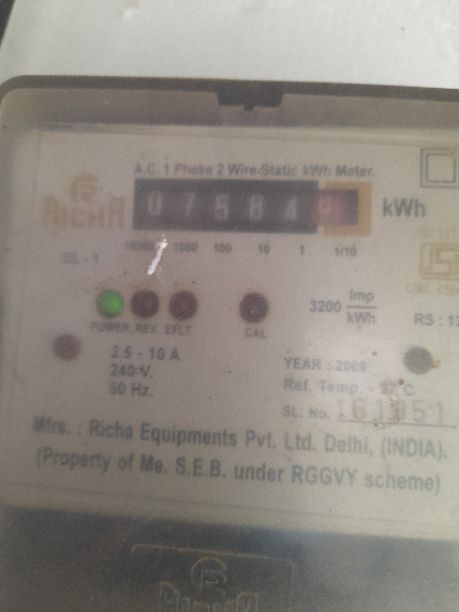 A.C. 1 Phase 2 Wire Static kWh Meter.
RICHA
0 7 5 8 4 kWh
10000 1000 100 10 1 1/10
CL - 1
3200 Imp/kWh
RS : 12
POWER REV. EFLT CAL
2.5 - 10 A
240 V.
50 Hz.
YEAR : 2009
Ref. Temp. - °C
SL. No.
Mfrs. : Richa Equipments Pvt. Ltd. Delhi, (INDIA).
(Property of Me. S.E.B. under RGGVY scheme)